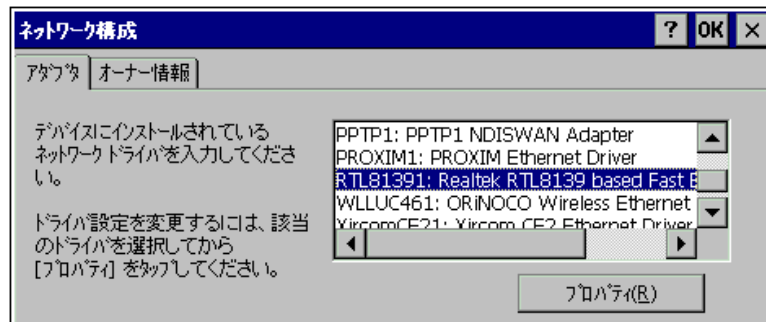 ネットワーク構成
? OK ×
アダプタ オーナー情報
デバイスにインストールされている
ネットワークドライバを入力してくださ
い。
ドライバ設定を変更するには、該当
のドライバを選択してから
[プロパティ] をタップしてください。
PPTP1: PPTP1 NDISWAN Adapter
PROXIM1: PROXIM Ethernet Driver
RTL81391: Realtek RTL8139 based Fast E
WLLUC461: ORiNOCO Wireless Ethernet
XircomCE21: Xircom CE2 Ethernet Driver
プロパティ(R)